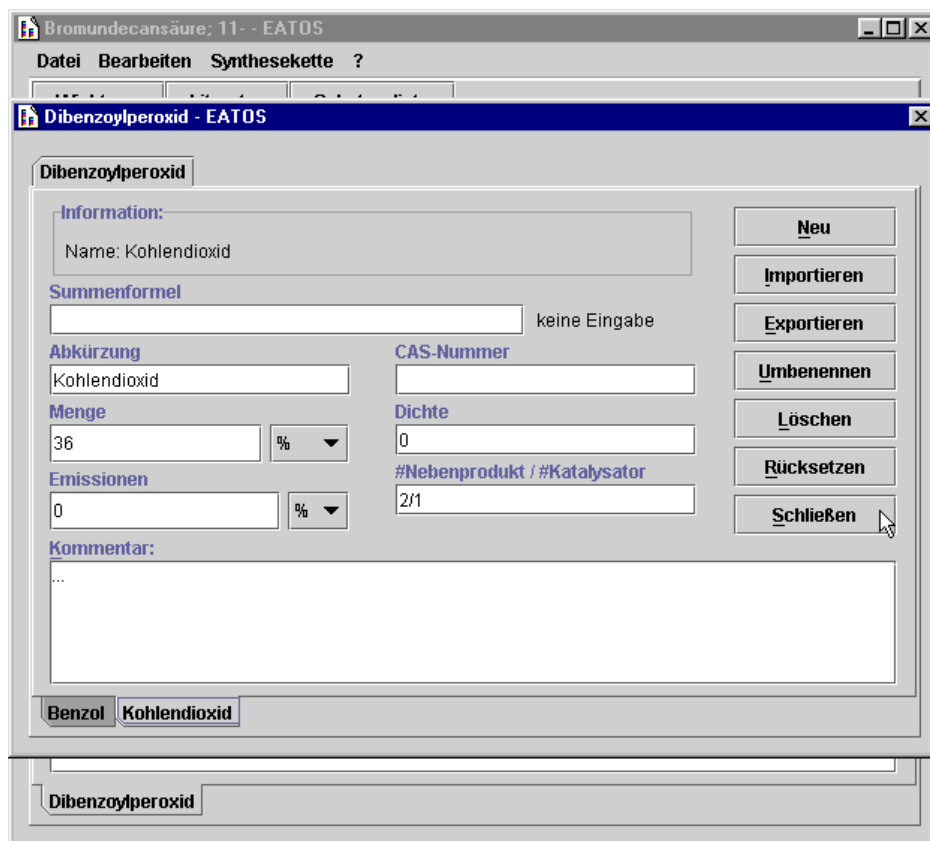 Bromundecansäure; 11- - EATOS
Datei Bearbeiten Synthesekette ?
Dibenzoylperoxid - EATOS
Dibenzoylperoxid
Information:
Name: Kohlendioxid
Neu
Importieren
Summenformel
keine Eingabe
Exportieren
Abkürzung CAS-Nummer
Kohlendioxid
Umbenennen
Menge Dichte
Löschen
36 % 0
Emissionen #Nebenprodukt / #Katalysator
Rücksetzen
0 % 2/1
Schließen
Kommentar:
...
Benzol Kohlendioxid
Dibenzoylperoxid